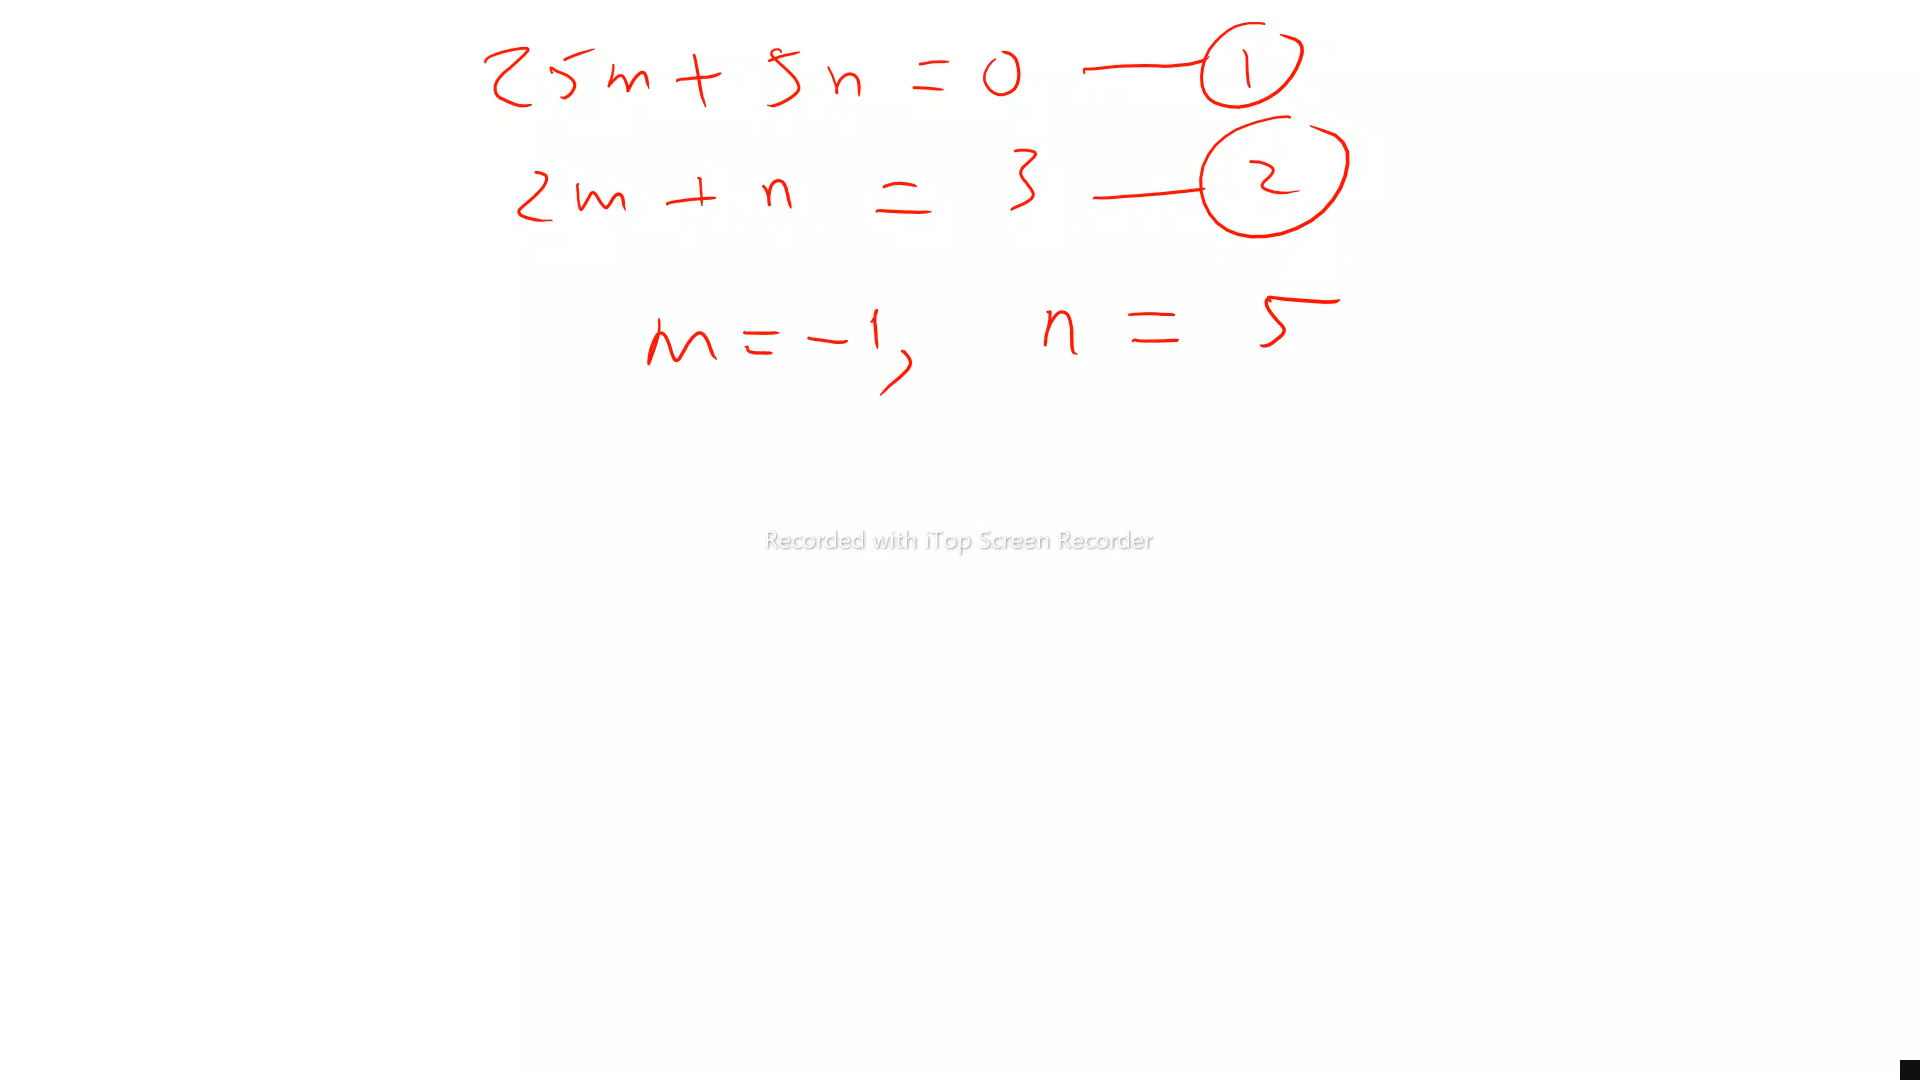 25m + 5n = 0 —— 1
2m + n = 3 —— 2
m = -1, n = 5
Recorded with iTop Screen Recorder